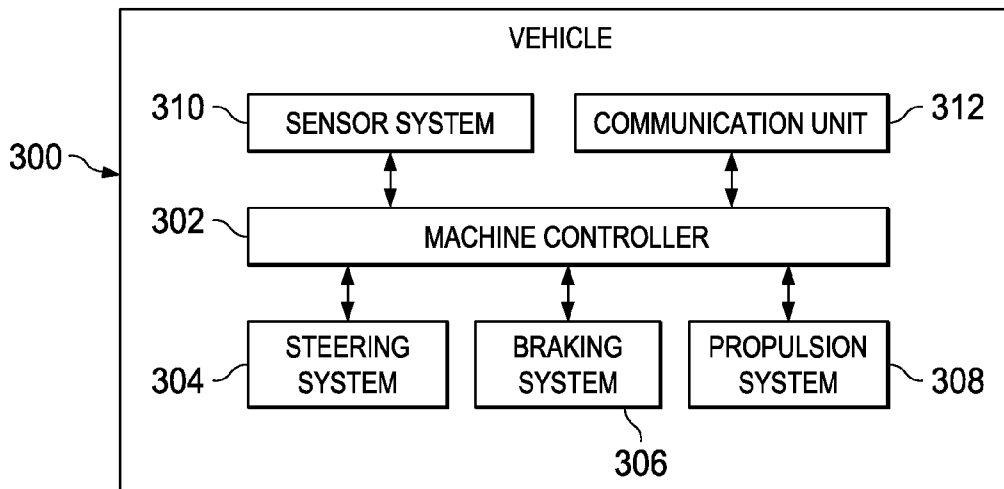 VEHICLE
310
SENSOR SYSTEM
COMMUNICATION UNIT
312
300
302
MACHINE CONTROLLER
304
STEERING
SYSTEM
BRAKING
SYSTEM
PROPULSION
SYSTEM
308
306